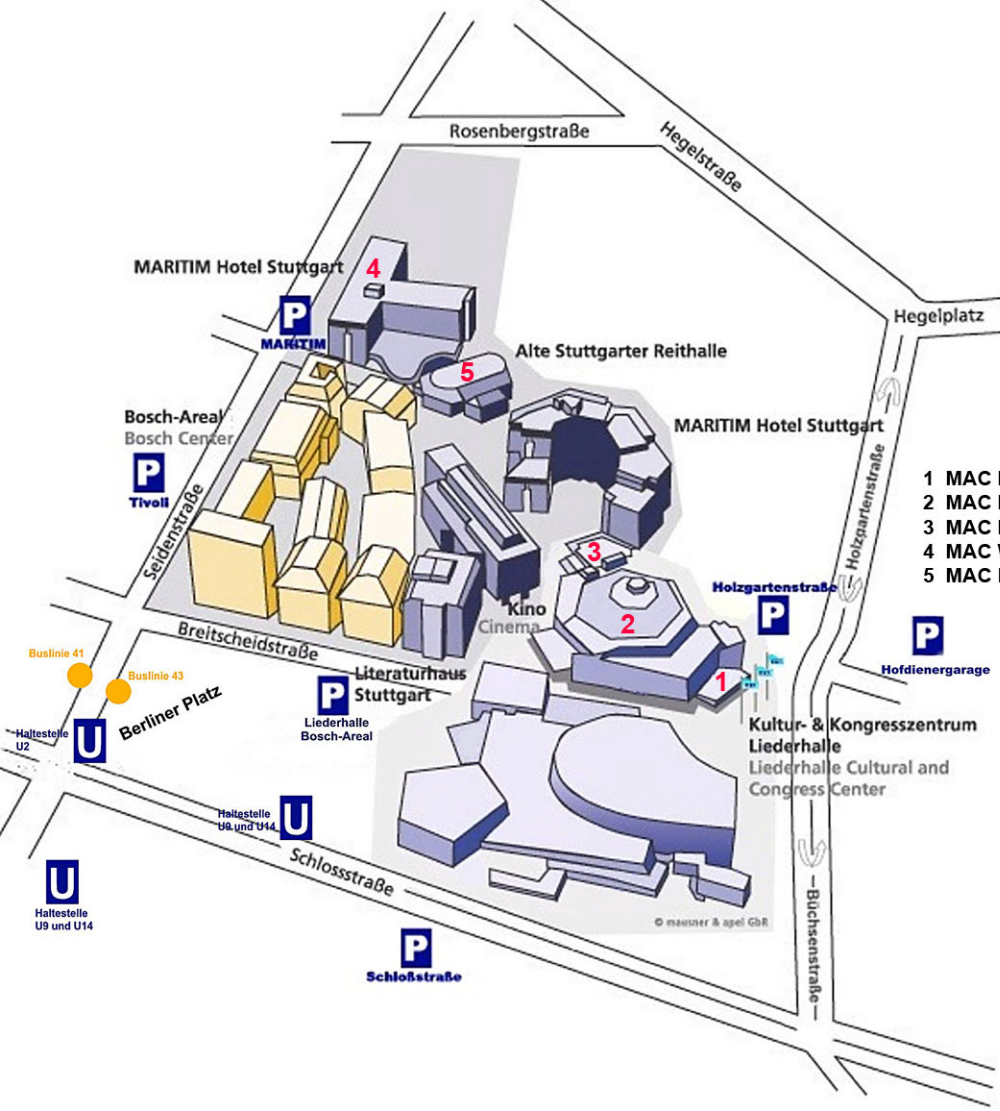 Rosenbergstraße
Hegelstraße
MARITIM Hotel Stuttgart
4
P
MARITIM
Hegelplatz
Alte Stuttgarter Reithalle
5
Bosch-Areal
Bosch Center
MARITIM Hotel Stuttgart
P
Tivoli
Seidenstraße
Holzgartenstraße
1 MAC
2 MAC
3 MAC
4 MAC
5 MAC
3
Holzgartenstraße
P
Kino
Cinema
2
P
Hofdienergarage
Breitscheidstraße
Buslinie 41
Buslinie 43
Literaturhaus
Stuttgart
1
P
Liederhalle
Bosch-Areal
Berliner Platz
Haltestelle
U2
U
Kultur- & Kongresszentrum
Liederhalle
Liederhalle Cultural and
Congress Center
Haltestelle
U9 und U14
U
Schlossstraße
U
Haltestelle
U9 und U14
Büchsenstraße
© mausner & apel GbR
P
Schloßstraße